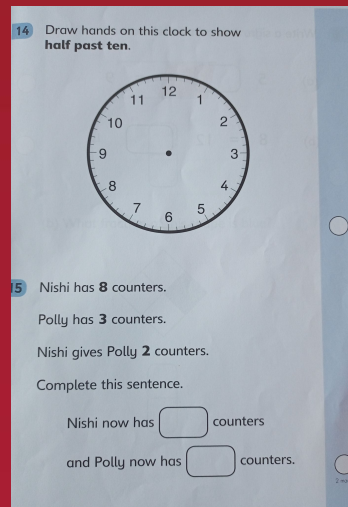 14 Draw hands on this clock to show
half past ten.
12
11 1
10 2
9 3
8 4
7 5
6
15 Nishi has 8 counters.
Polly has 3 counters.
Nishi gives Polly 2 counters.
Complete this sentence.
Nishi now has counters
and Polly now has counters.